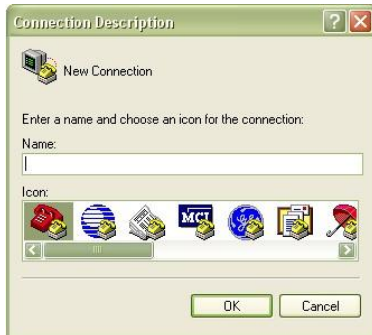 Connection Description
New Connection
Enter a name and choose an icon for the connection:
Name:
Icon:
MCI
OK Cancel